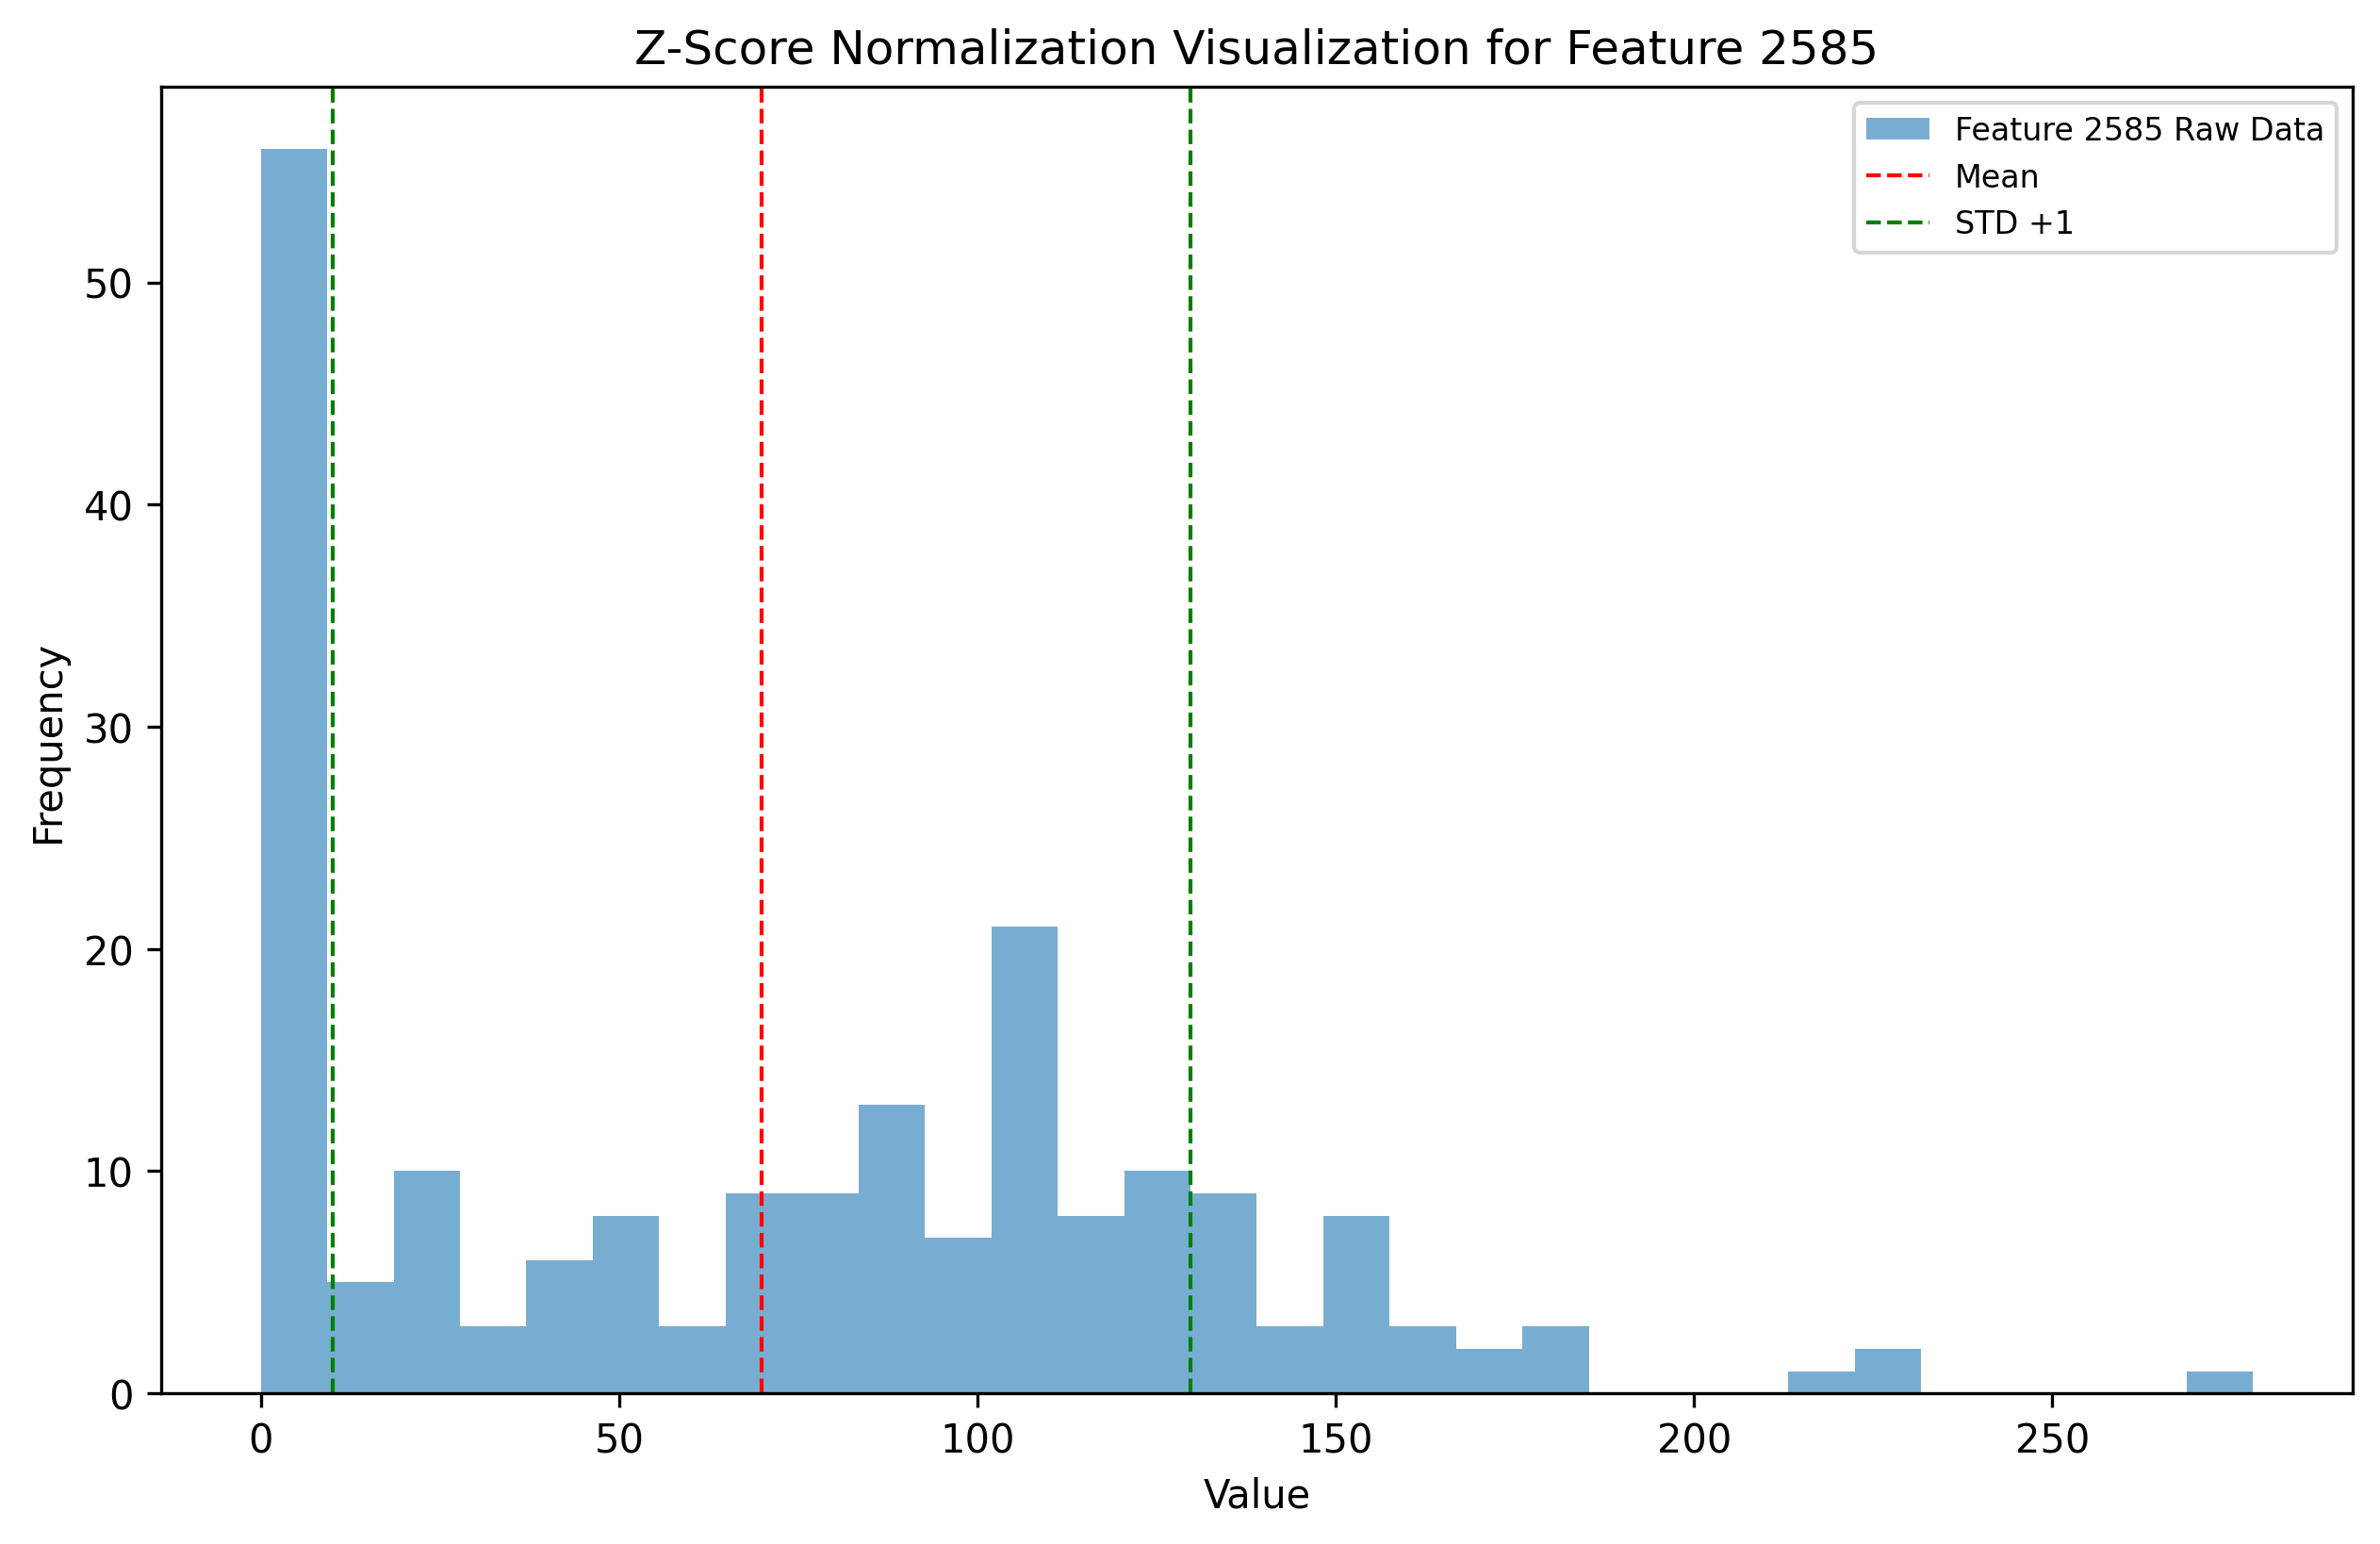 Z-Score Normalization Visualization for Feature 2585
Feature 2585 Raw Data
Mean
STD +1
Frequency
50
40
30
20
10
0
0 50 100 150 200 250
Value